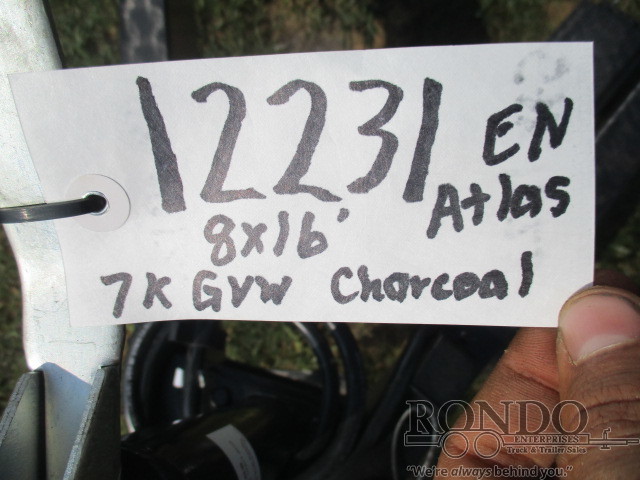 12231 EN
Atlas
8x16'
7K GVW Charcoal
RONDO
ENTERPRISES
Truck & Trailer Sales
"We're always behind you."